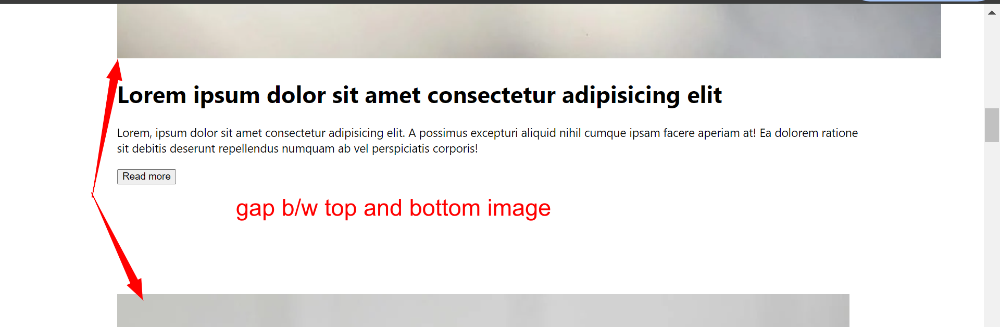 Lorem ipsum dolor sit amet consectetur adipisicing elit
Lorem, ipsum dolor sit amet consectetur adipisicing elit. A possimus excepturi aliquid nihil cumque ipsam facere aperiam at! Ea dolorem ratione
sit debitis deserunt repellendus numquam ab vel perspiciatis corporis!
Read more
gap b/w top and bottom image